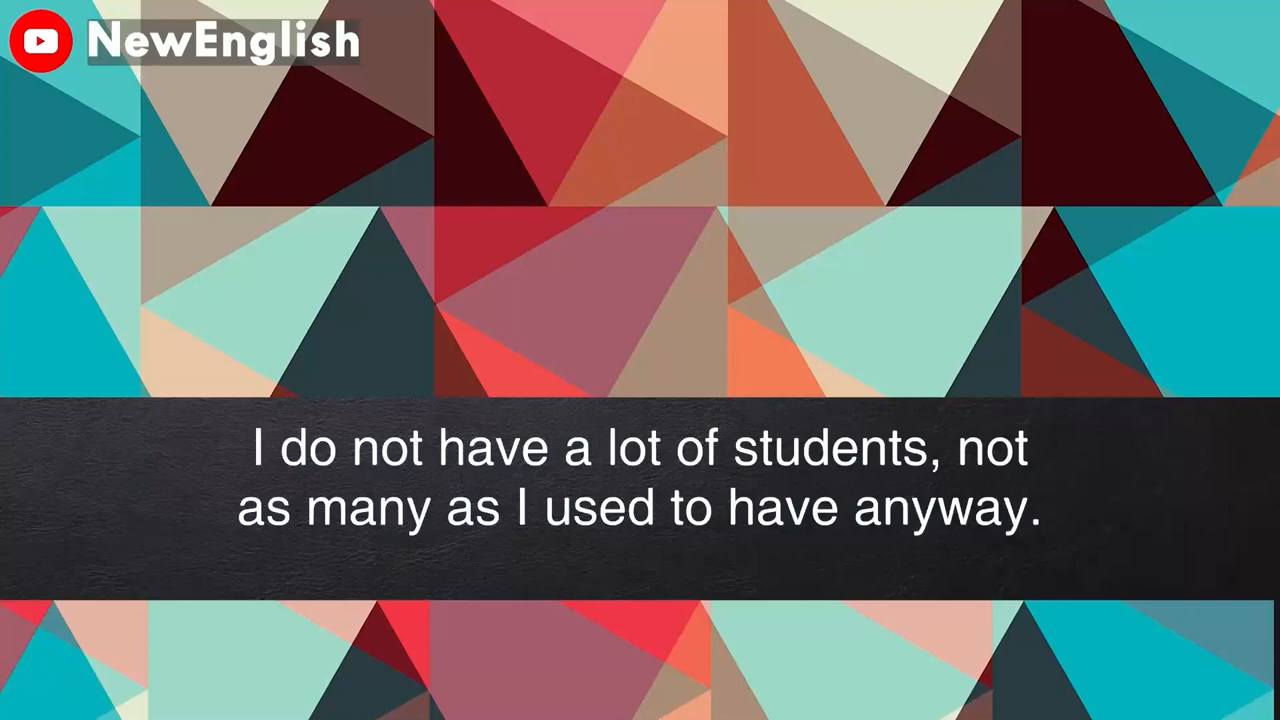 NewEnglish
I do not have a lot of students, not
as many as I used to have anyway.